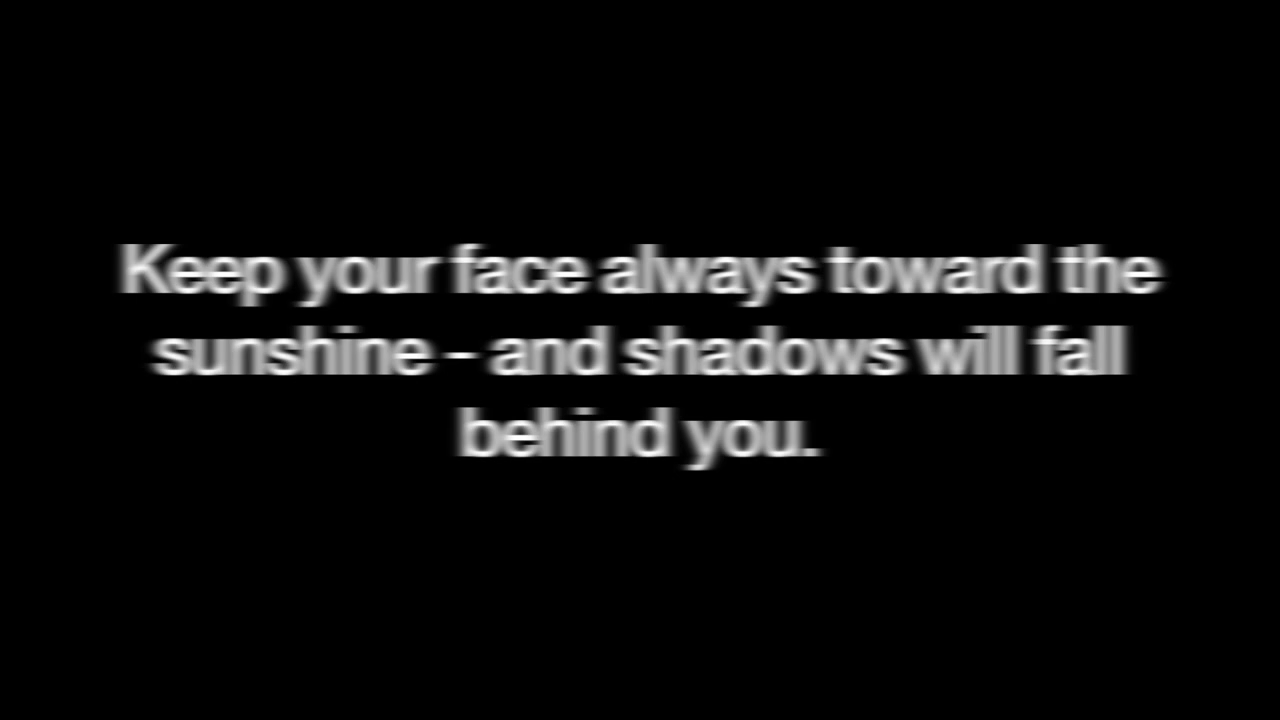 Keep your face always toward the
sunshine - and shadows will fall
behind you.